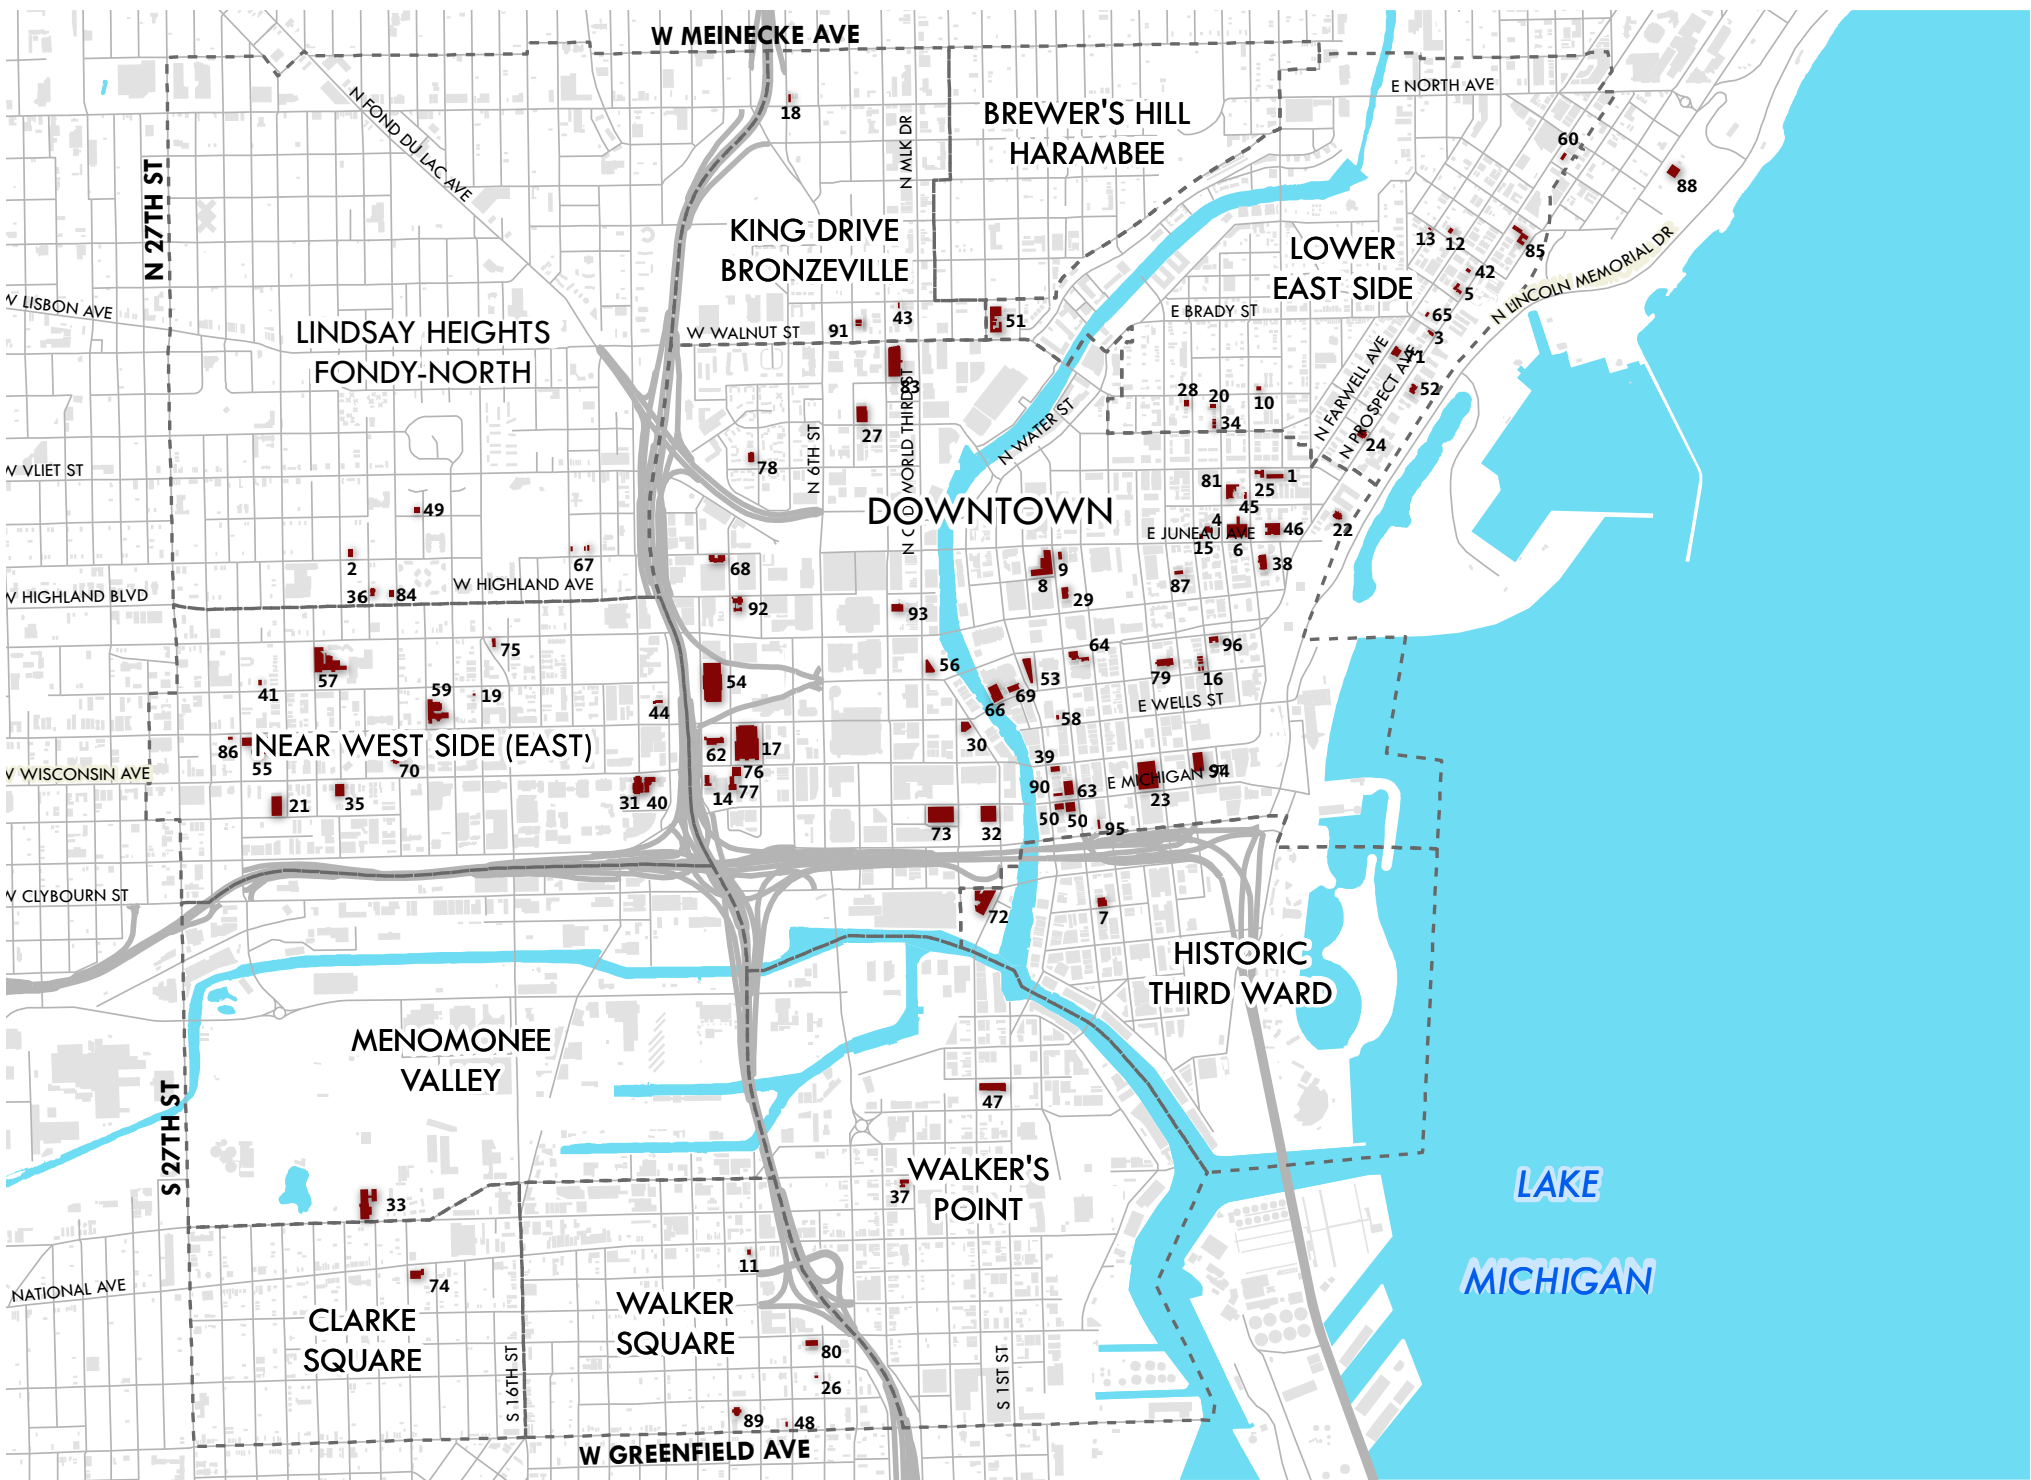 W MEINECKE AVE
E NORTH AVE
N FOND DU LAC AVE
18
BREWER'S HILL
HARAMBEE
N MLK DR
60
88
N 27TH ST
KING DRIVE
BRONZEVILLE
LOWER
EAST SIDE
13
12
85
42
5
N LINCOLN MEMORIAL DR
W LISBON AVE
LINDSAY HEIGHTS
FONDY-NORTH
W WALNUT ST
91
43
51
E BRADY ST
65
3
71
52
N FARWELL AVE
N PROSPECT AVE
24
83
27
28
20
10
34
N WATER ST
N 6TH ST
78
W VLIET ST
DOWNTOWN
81
25
1
45
49
4
46
22
E JUNEAU AVE
15
6
38
2
67
W HIGHLAND AVE
68
9
8
87
29
W HIGHLAND BLVD
36
84
92
93
75
64
96
57
41
59
19
54
56
53
79
16
69
66
E WELLS ST
44
58
86
55
NEAR WEST SIDE (EAST)
70
62
17
30
39
W WISCONSIN AVE
76
77
14
90
63
E MICHIGAN ST
94
23
21
35
31
40
73
32
50
50
95
W CLYBOURN ST
72
7
HISTORIC
THIRD WARD
MENOMONEE
VALLEY
S 27TH ST
47
WALKER'S
POINT
37
33
LAKE
MICHIGAN
11
74
NATIONAL AVE
CLARKE
SQUARE
WALKER
SQUARE
80
26
S 16TH ST
S 1ST ST
89
48
W GREENFIELD AVE